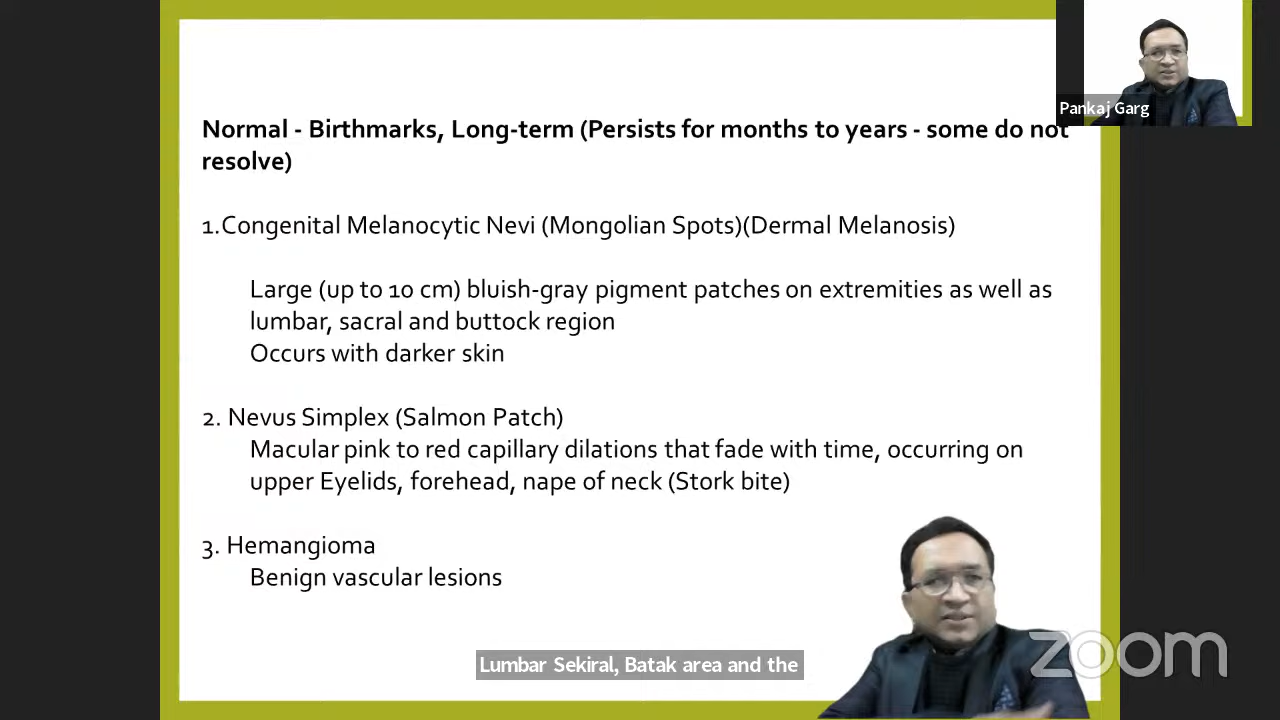 Pankaj Garg
Normal - Birthmarks, Long-term (Persists for months to years - some do not
resolve)
1.Congenital Melanocytic Nevi (Mongolian Spots)(Dermal Melanosis)
Large (up to 10 cm) bluish-gray pigment patches on extremities as well as
lumbar, sacral and buttock region
Occurs with darker skin
2. Nevus Simplex (Salmon Patch)
Macular pink to red capillary dilations that fade with time, occurring on
upper Eyelids, forehead, nape of neck (Stork bite)
3. Hemangioma
Benign vascular lesions
Lumbar Sekiral, Batak area and the
zoom